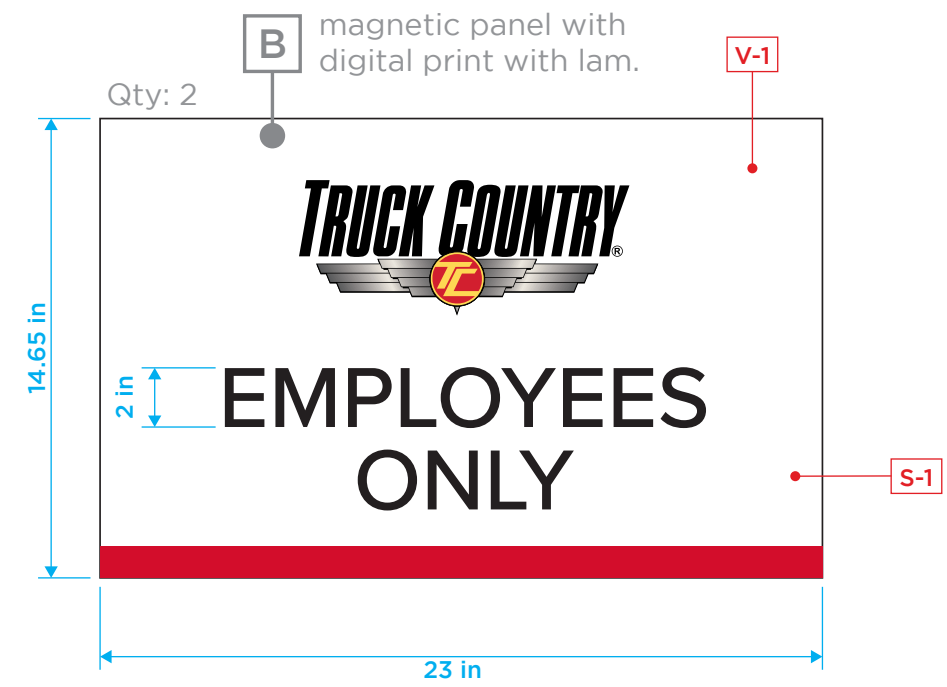 B
magnetic panel with
digital print with lam.
V-1
Qty: 2
TRUCK COUNTRY®
TC
14.65 in
2 in
EMPLOYEES
ONLY
S-1
23 in